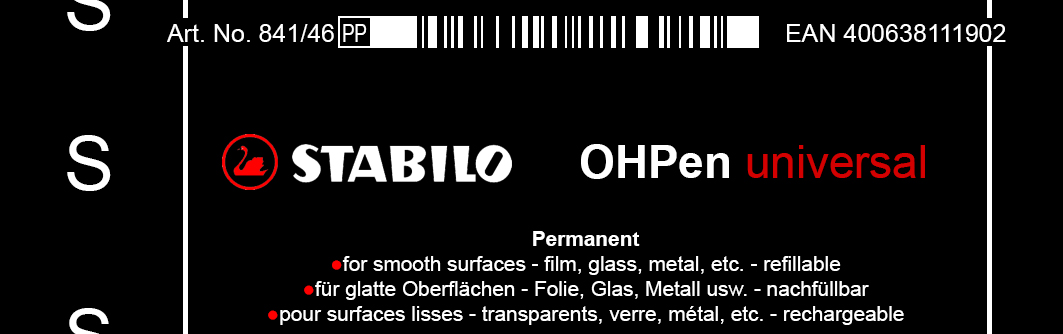 S
Art. No. 841/46 PP EAN 400638111902
S
STABILO OHPen universal
Permanent
•for smooth surfaces - film, glass, metal, etc. - refillable
•für glatte Oberflächen - Folie, Glas, Metall usw. - nachfüllbar
•pour surfaces lisses - transparents, verre, métal, etc. - rechargeable
S